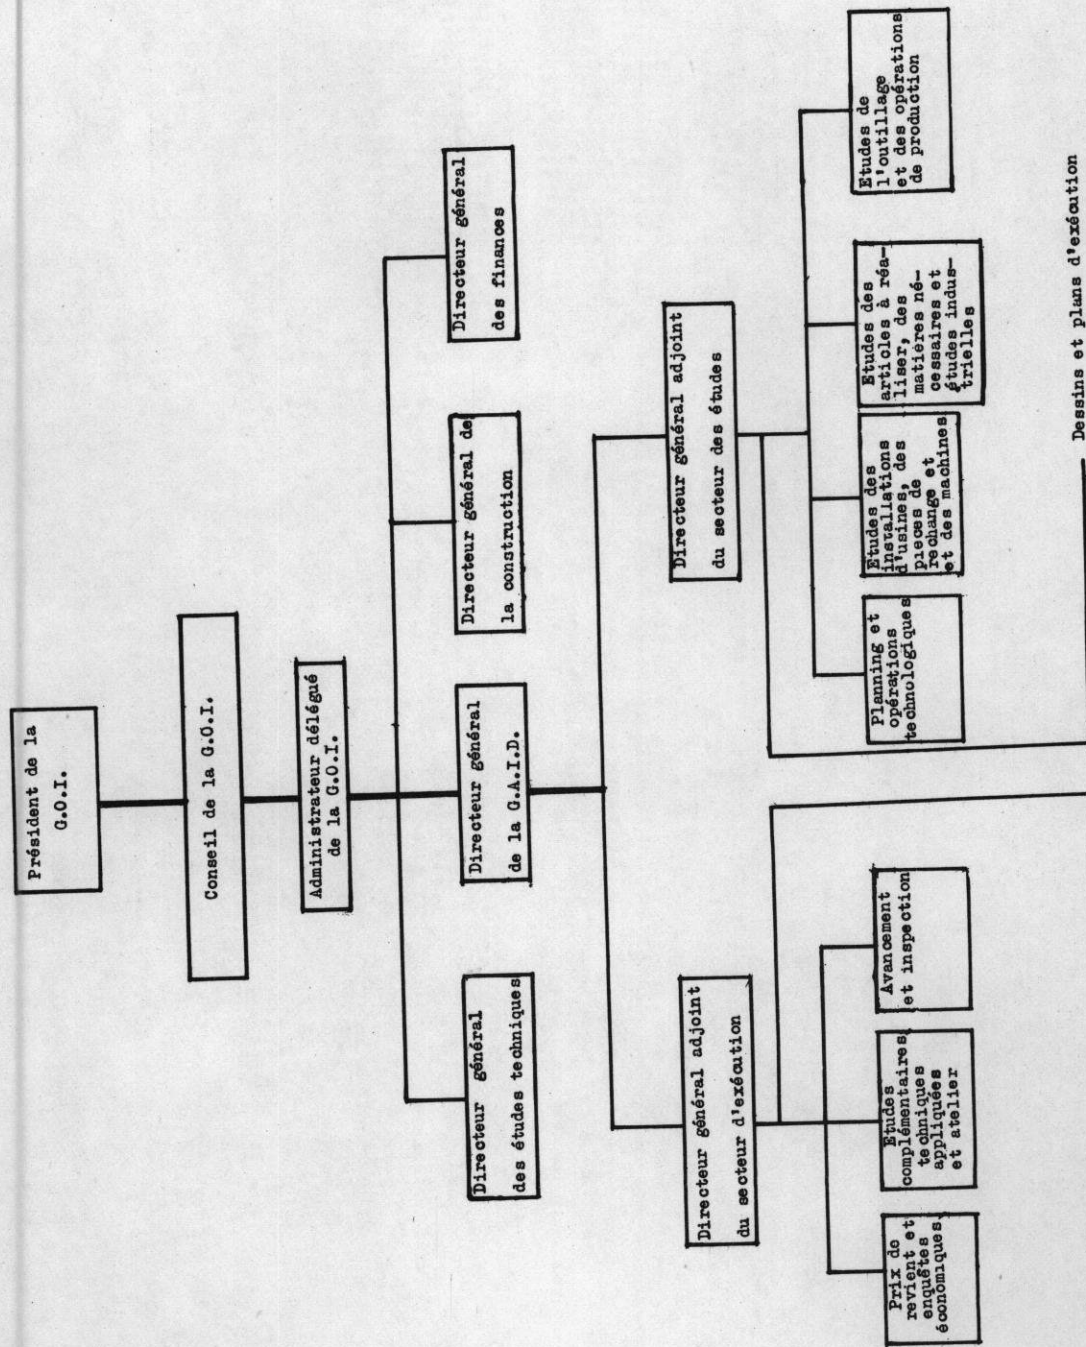 Président de la
G.O.I.
Conseil de la G.O.I.
Administrateur délégué
de la G.O.I.
Directeur général
des études techniques
Directeur général
de la G.A.I.D.
Directeur général de
la construction
Directeur général
des finances
Directeur général adjoint
du secteur d'exécution
Directeur général adjoint
du secteur des études
Prix de
revient et
enquêtes
économiques
Etudes
complémentaires
techniques
appliquées
et atelier
Avancement
et inspection
Planning et
opérations
technologiques
Etudes des
installations
d'usines, des
pieces de
rechange et
et des machines
Etudes des
articles à réa-
liser, des
matières né-
cessaires et
études indus-
trielles
Etudes de
l'outillage
et des opérations
de production
Dessins et plans d'exécution